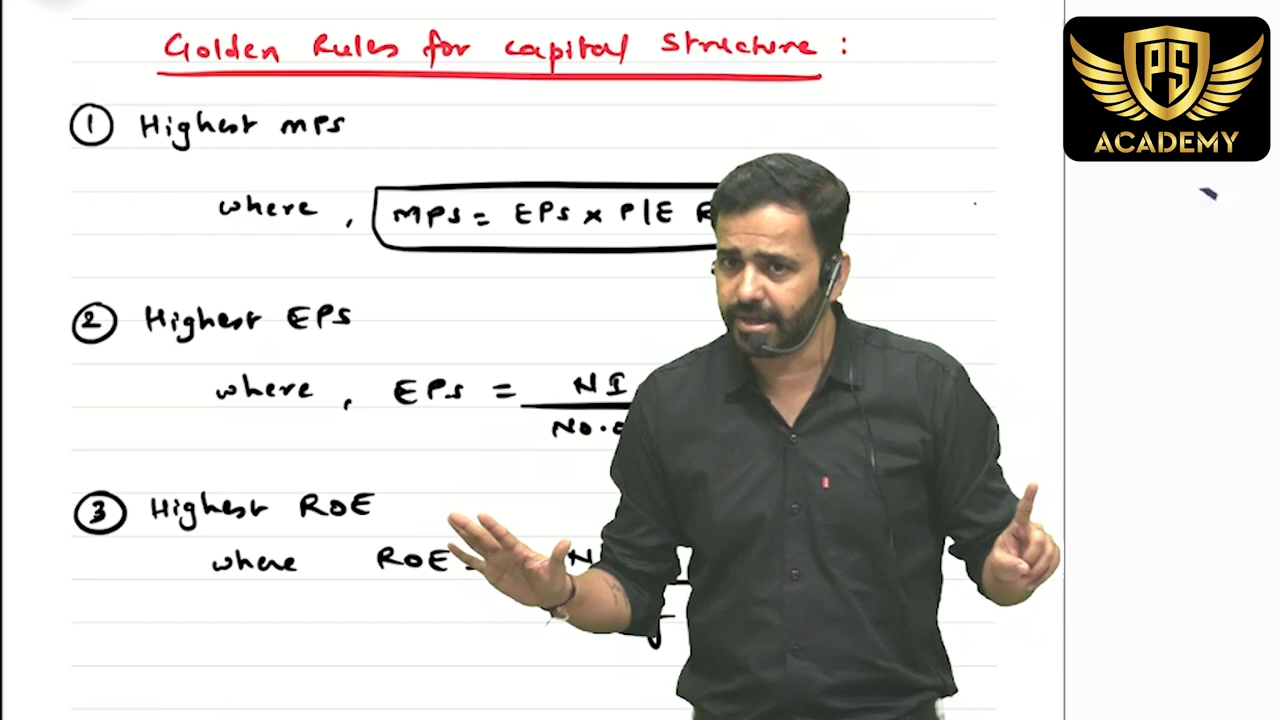 Golden Rules for capital structure :
PS
ACADEMY
① Highest MPS
where , MPS = EPS x P/E
② Highest EPS
where , EPS = NI
No.
③ Highest ROE
where ROE =